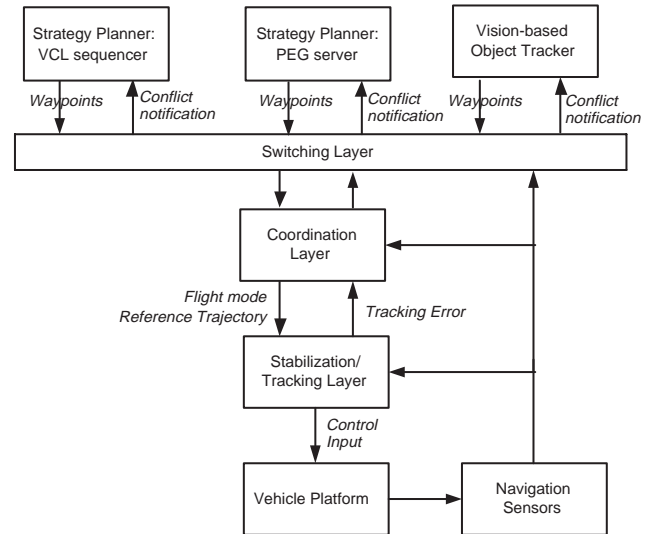 Strategy Planner:
VCL sequencer
Strategy Planner:
PEG server
Vision-based
Object Tracker
Waypoints
Conflict
notification
Waypoints
Conflict
notification
Waypoints
Conflict
notification
Switching Layer
Coordination
Layer
Flight mode
Reference Trajectory
Tracking Error
Stabilization/
Tracking Layer
Control
Input
Vehicle Platform
Navigation
Sensors